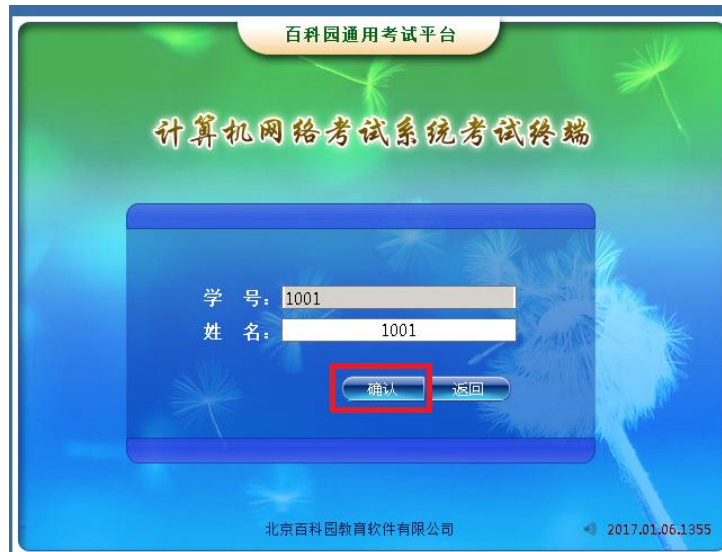 百科园通用考试平台
计算机网络考试系统考试终端
学 号：1001
姓 名：1001
确认 返回
北京百科园教育软件有限公司 2017.01.06.1355